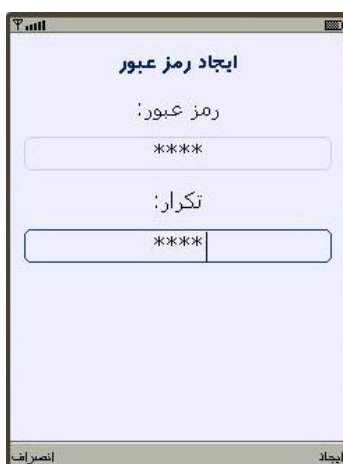 ایجاد رمز عبور
رمز عبور:
****
تکرار:
****
ایجاد
انصراف